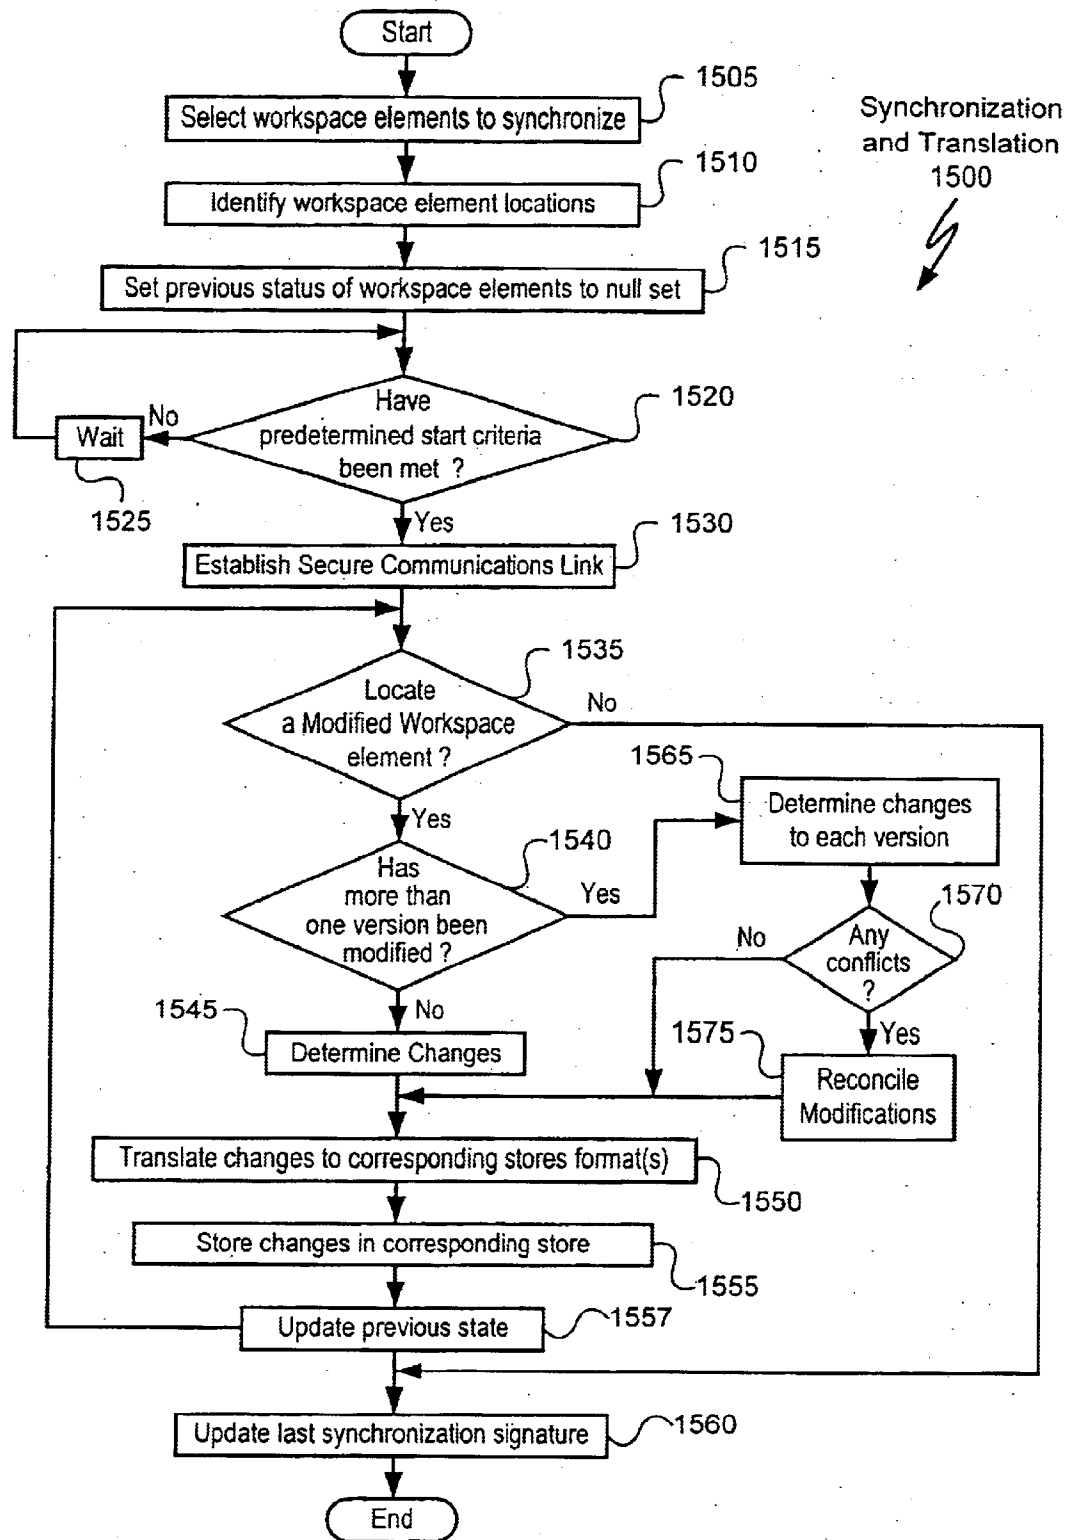 Start
1505
Select workspace elements to synchronize
Synchronization
and Translation
1500
1510
Identify workspace element locations
1515
Set previous status of workspace elements to null set
1520
Have
predetermined start criteria
been met ?
No
Wait
1525
Yes
1530
Establish Secure Communications Link
1535
Locate
a Modified Workspace
element ?
No
Yes
1565
Determine changes
to each version
1540
Has
more than
one version been
modified ?
Yes
1570
Any
conflicts
?
No
No
1545
Determine Changes
Yes
1575
Reconcile
Modifications
Translate changes to corresponding stores format(s)
1550
Store changes in corresponding store
1555
Update previous state
1557
Update last synchronization signature
1560
End